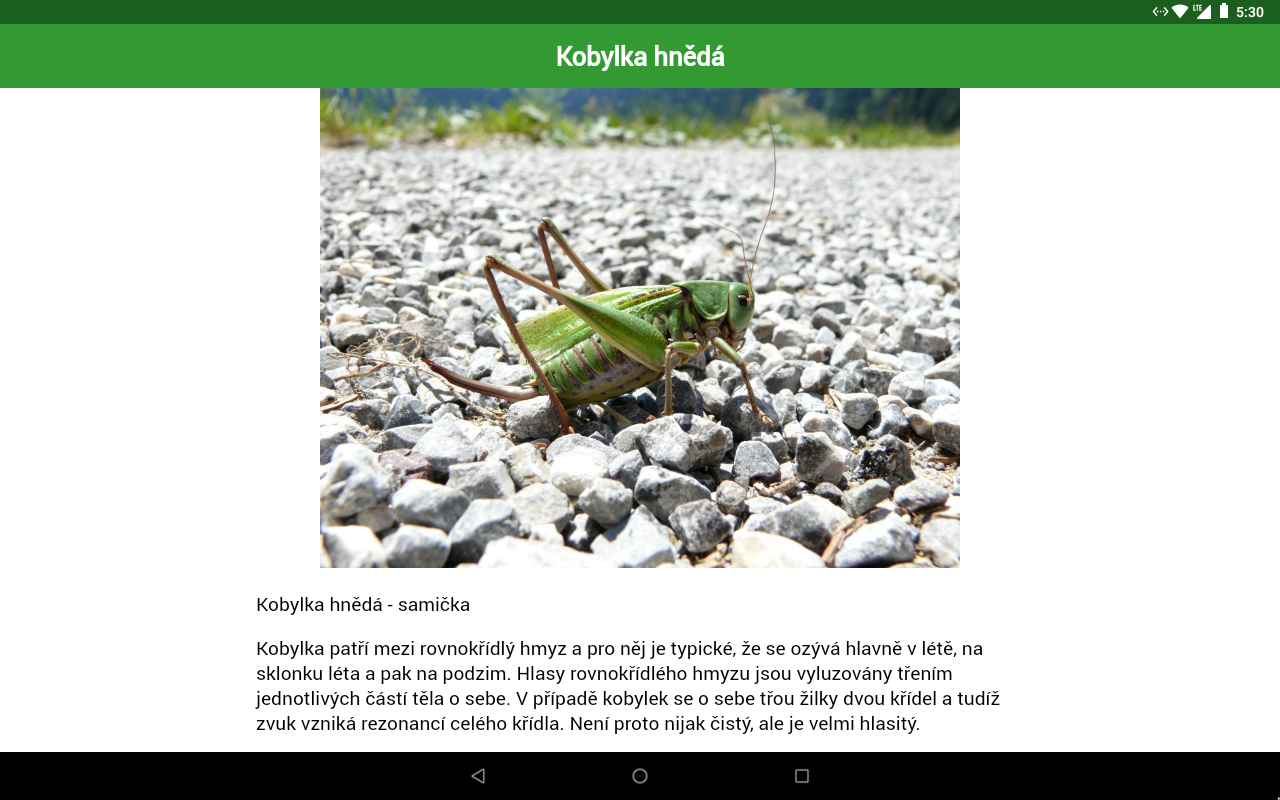 LTE 5:30
Kobylka hnědá
Kobylka hnědá - samička
Kobylka patří mezi rovnokřídlý hmyz a pro něj je typické, že se ozývá hlavně v létě, na
sklonku léta a pak na podzim. Hlasy rovnokřídlého hmyzu jsou vyluzovány třením
jednotlivých částí těla o sebe. V případě kobylek se o sebe třou žilky dvou křídel a tudíž
zvuk vzniká rezonancí celého křídla. Není proto nijak čistý, ale je velmi hlasitý.